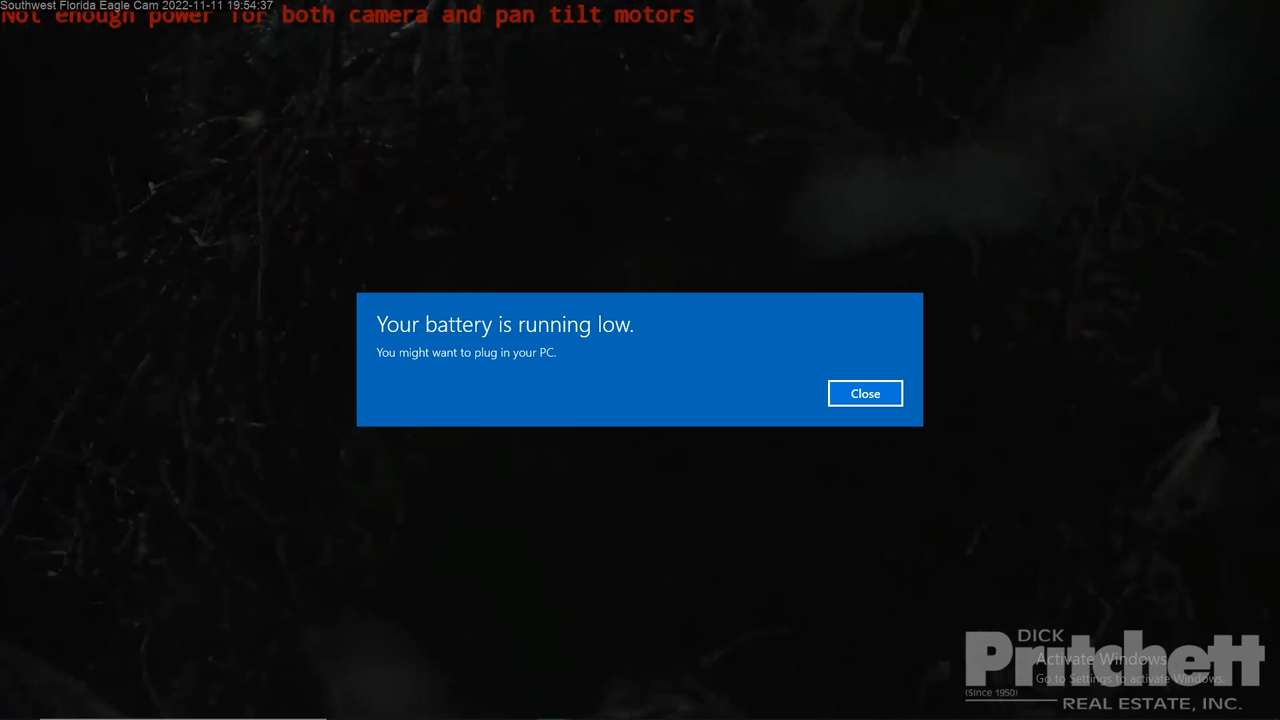 Southwest Florida Eagle Cam 2022-11-11 19:54:37
Not enough power for both camera and pan tilt motors
Your battery is running low.
You might want to plug in your PC.
Close
DICK
Pritchett
Activate Windows
Go to Settings to activate Windows.
(Since 1950)
REAL ESTATE, INC.